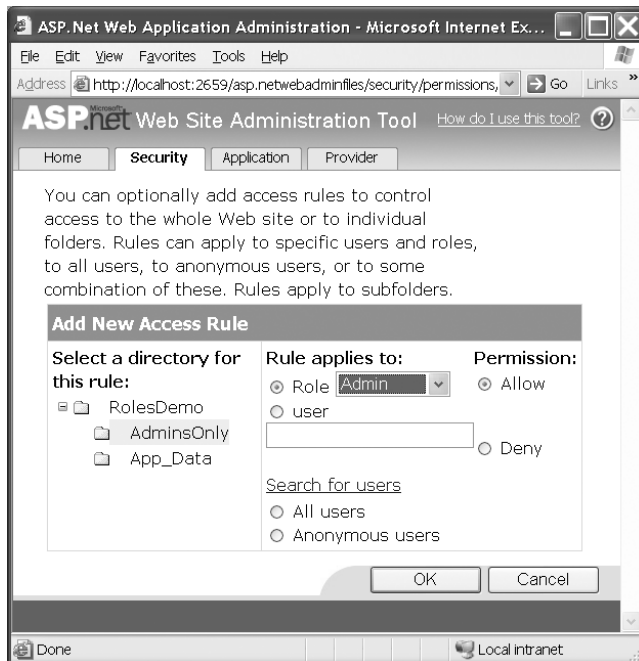 ASP.Net Web Application Administration - Microsoft Internet Ex...
File Edit View Favorites Tools Help
Address http://localhost:2659/asp.netwebadminfiles/security/permissions, Go Links »
Microsoft
ASP.net Web Site Administration Tool How do I use this tool? ?
Home Security Application Provider
You can optionally add access rules to control
access to the whole Web site or to individual
folders. Rules can apply to specific users and roles,
to all users, to anonymous users, or to some
combination of these. Rules apply to subfolders.
Add New Access Rule
Select a directory for
this rule:
RolesDemo
AdminsOnly
App_Data
Rule applies to:
Role Admin
user
Search for users
All users
Anonymous users
Permission:
Allow
Deny
OK Cancel
Done Local intranet